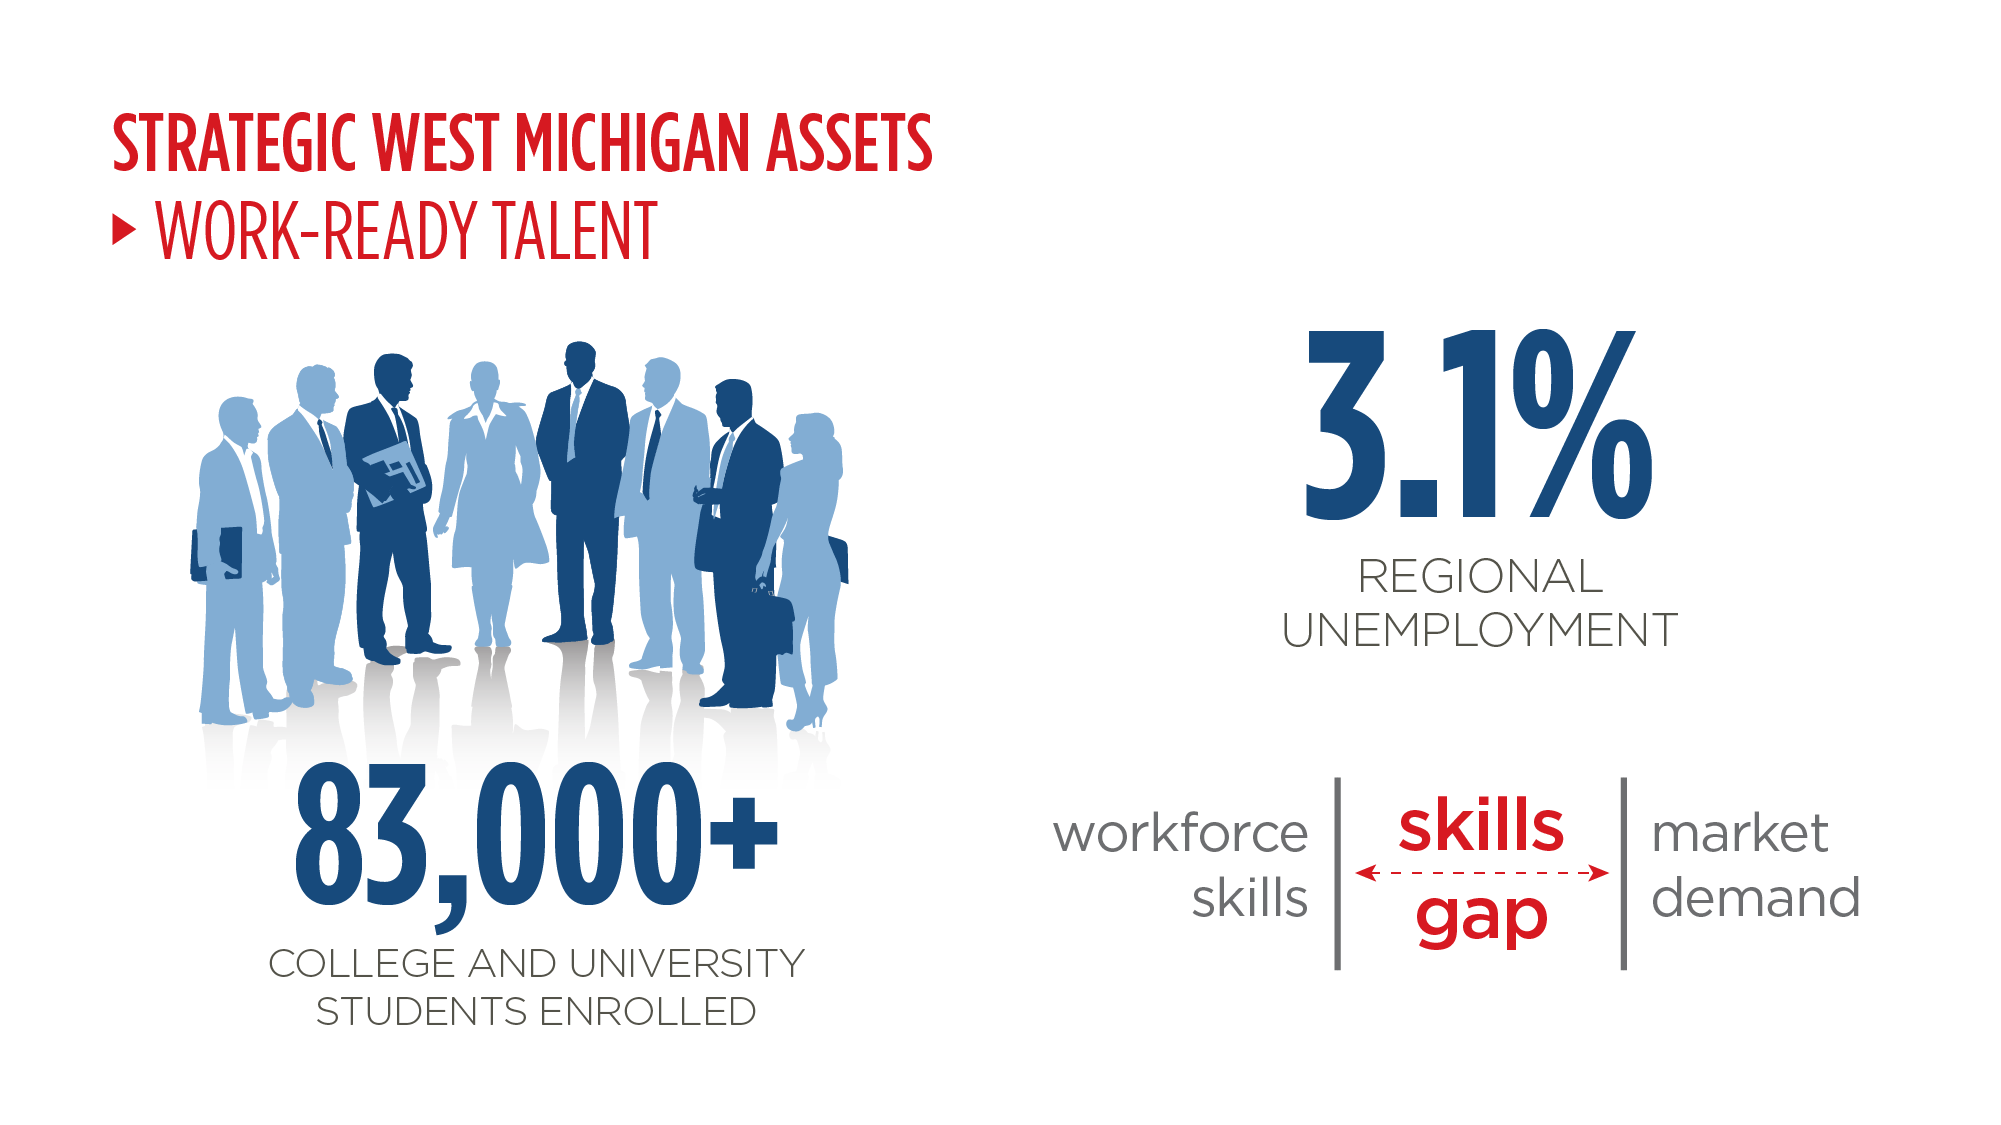 STRATEGIC WEST MICHIGAN ASSETS
WORK-READY TALENT
83,000+
COLLEGE AND UNIVERSITY
STUDENTS ENROLLED
3.1%
REGIONAL
UNEMPLOYMENT
workforce
skills
skills
gap
market
demand